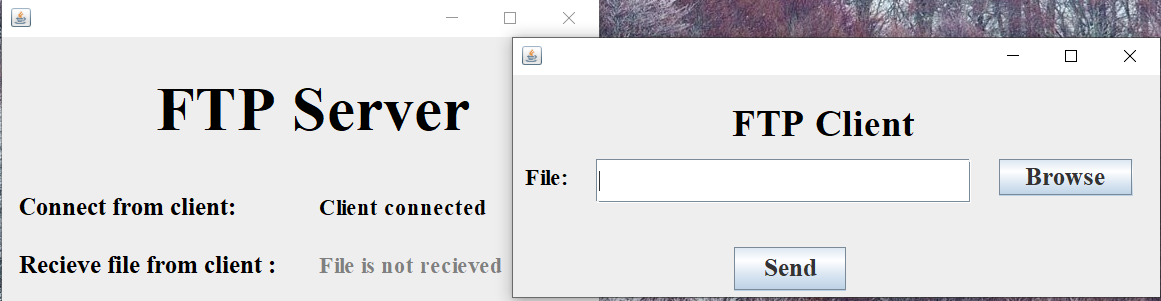 FTP Server
Connect from client: Client connected
Recieve file from client : File is not recieved
FTP Client
File: Browse
Send